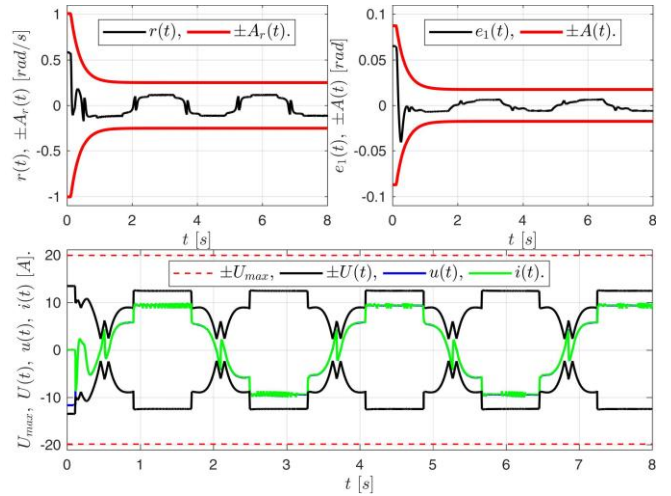 r(t), ±A_r(t).
r(t), ±A_r(t) [rad/s]
1
0.5
0
-0.5
-1
0 2 4 6 8
t [s]
e_1(t), ±A(t).
e_1(t), ±A(t) [rad]
0.1
0.05
0
-0.05
-0.1
0 2 4 6 8
t [s]
±U_max, ±U(t), u(t), i(t).
U_max, U(t), u(t), i(t) [A].
20
10
0
-10
-20
0 1 2 3 4 5 6 7 8
t [s]